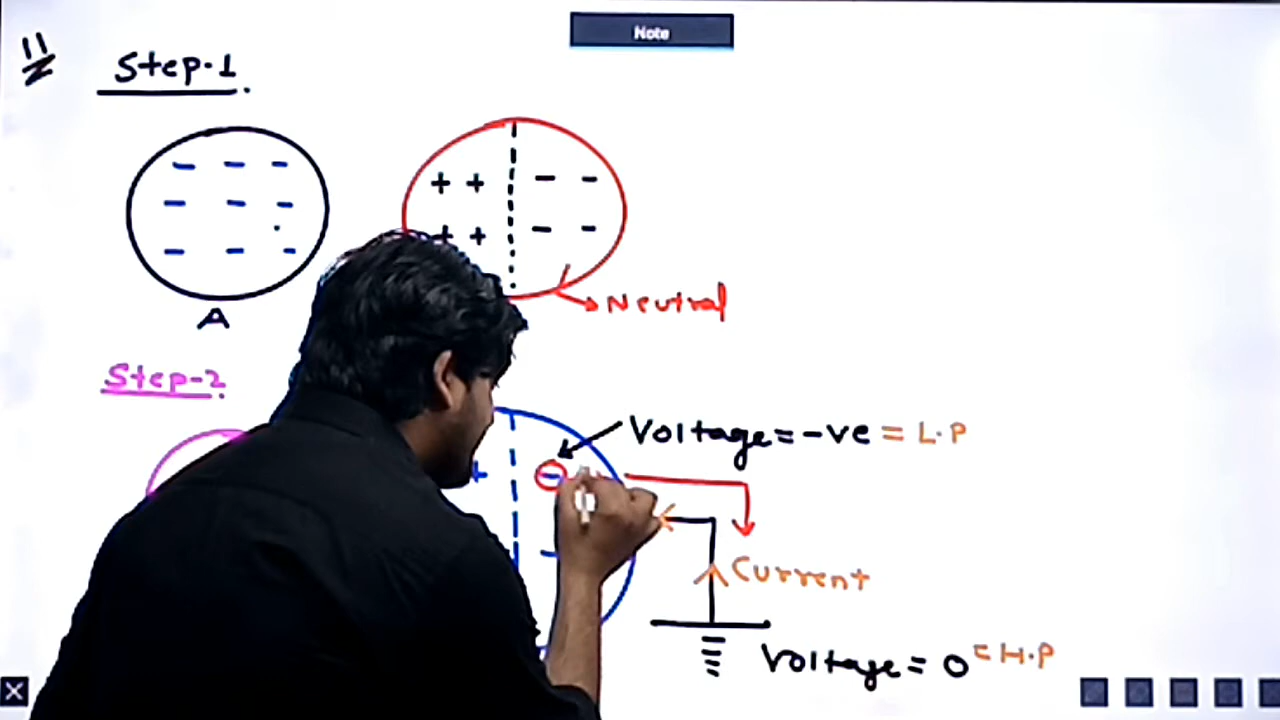 Note
11
Step-1
- - -
- - -
- - -
+ + - -
+ + - -
A
Neutral
Step-2
Voltage = -ve = L.P
+ -
-
Current
Voltage = 0 = H.P
X